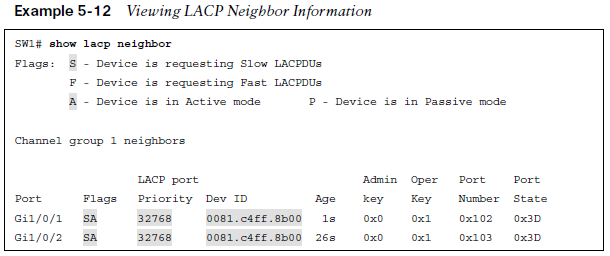 Example 5-12 Viewing LACP Neighbor Information
SW1# show lacp neighbor
Flags: S - Device is requesting Slow LACPDUs
F - Device is requesting Fast LACPDUs
A - Device is in Active mode P - Device is in Passive mode
Channel group 1 neighbors
LACP port Admin Oper Port Port
Port Flags Priority Dev ID Age key Key Number State
Gi1/0/1 SA 32768 0081.c4ff.8b00 1s 0x0 0x1 0x102 0x3D
Gi1/0/2 SA 32768 0081.c4ff.8b00 26s 0x0 0x1 0x103 0x3D